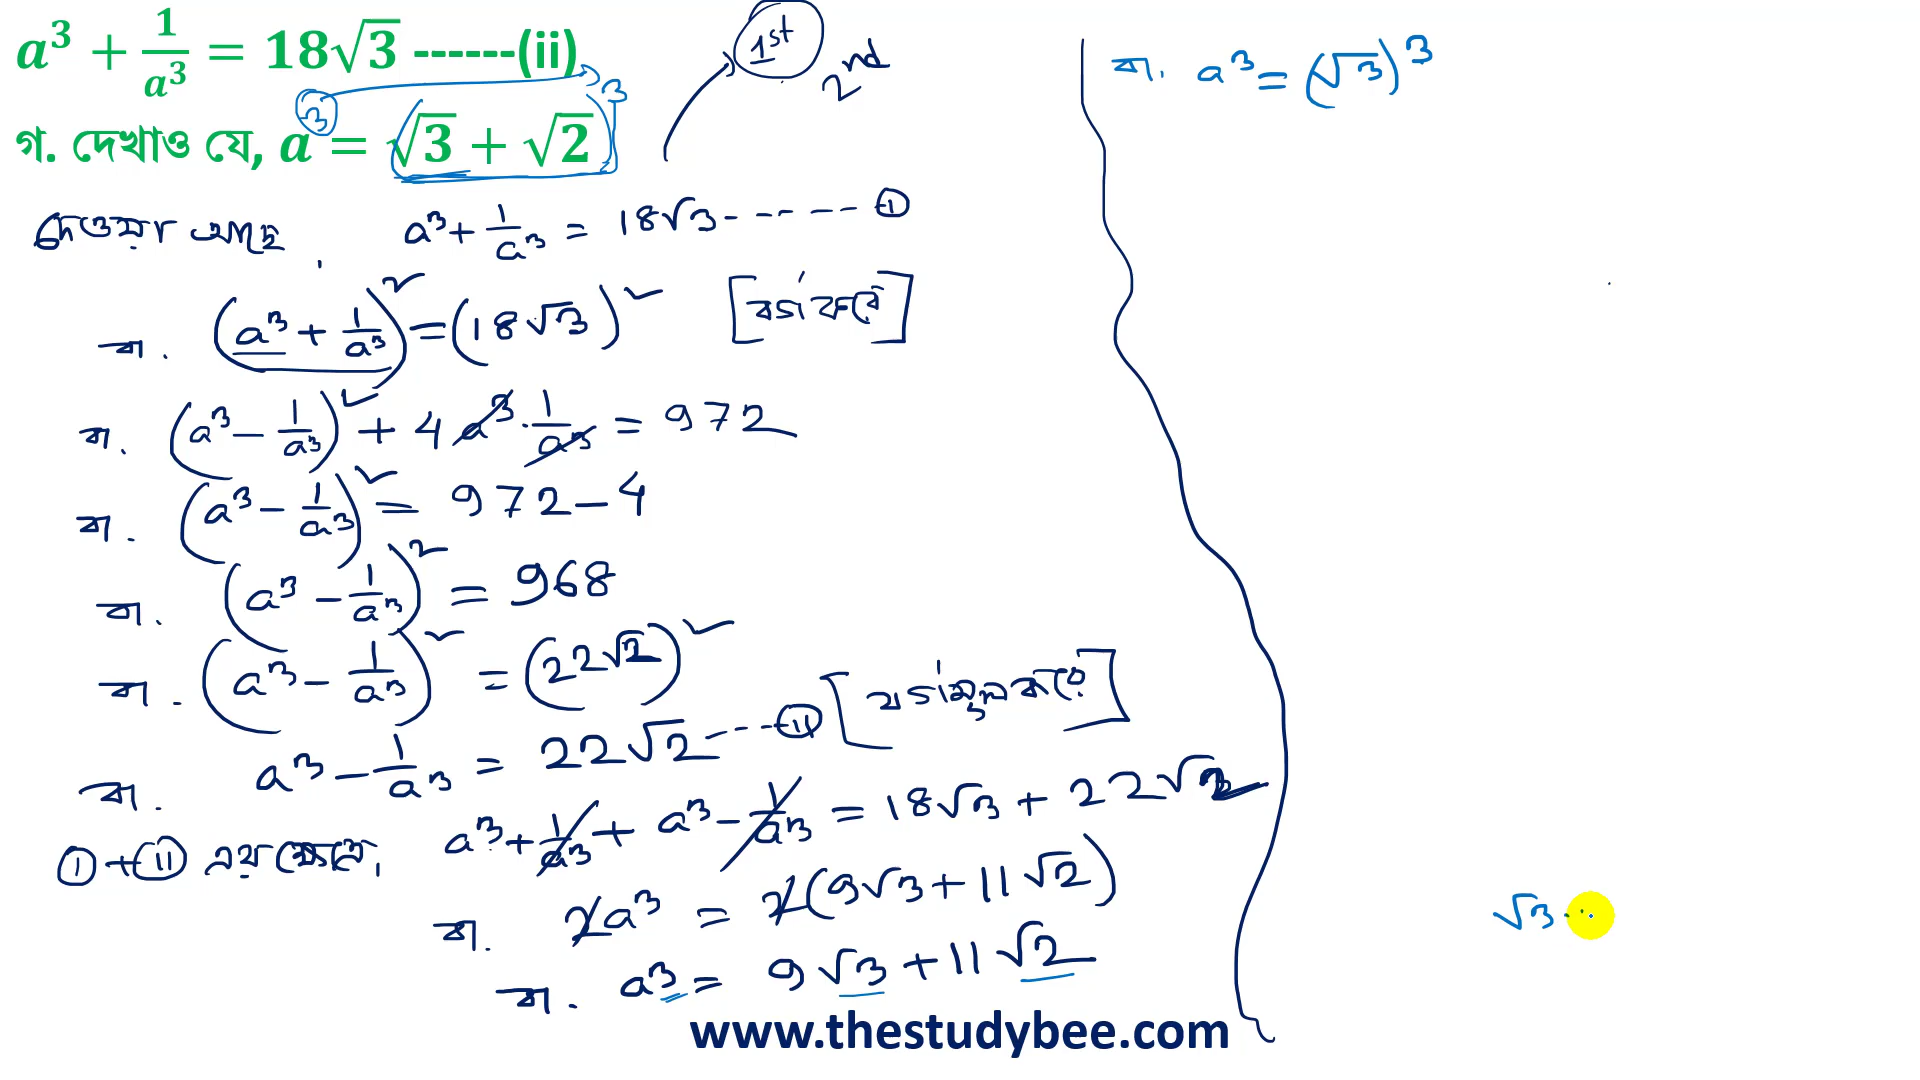 a³ + 1/a³ = 18√3 ------(ii)
1st
2nd
গ. দেখাও যে, a³ = (√3 + √2)³
দেওয়া আছে, a³ + 1/a³ = 18√3 ------ (i)
বা. (a³ + 1/a³)² = (18√3)² [বর্গ করে]
বা. (a³ - 1/a³)² + 4a³·1/a³ = 972
বা. (a³ - 1/a³)² = 972 - 4
বা. (a³ - 1/a³)² = 968
বা. (a³ - 1/a³)² = (22√2)²
বা. a³ - 1/a³ = 22√2 ---- (ii) [বর্গমূল করে]
(i) + (ii) a³ + 1/a³ + a³ - 1/a³ = 18√3 + 22√2
বা. 2a³ = 2(9√3 + 11√2)
বা. a³ = 9√3 + 11√2
বা. a³ = (√3)³
√3
www.thestudybee.com